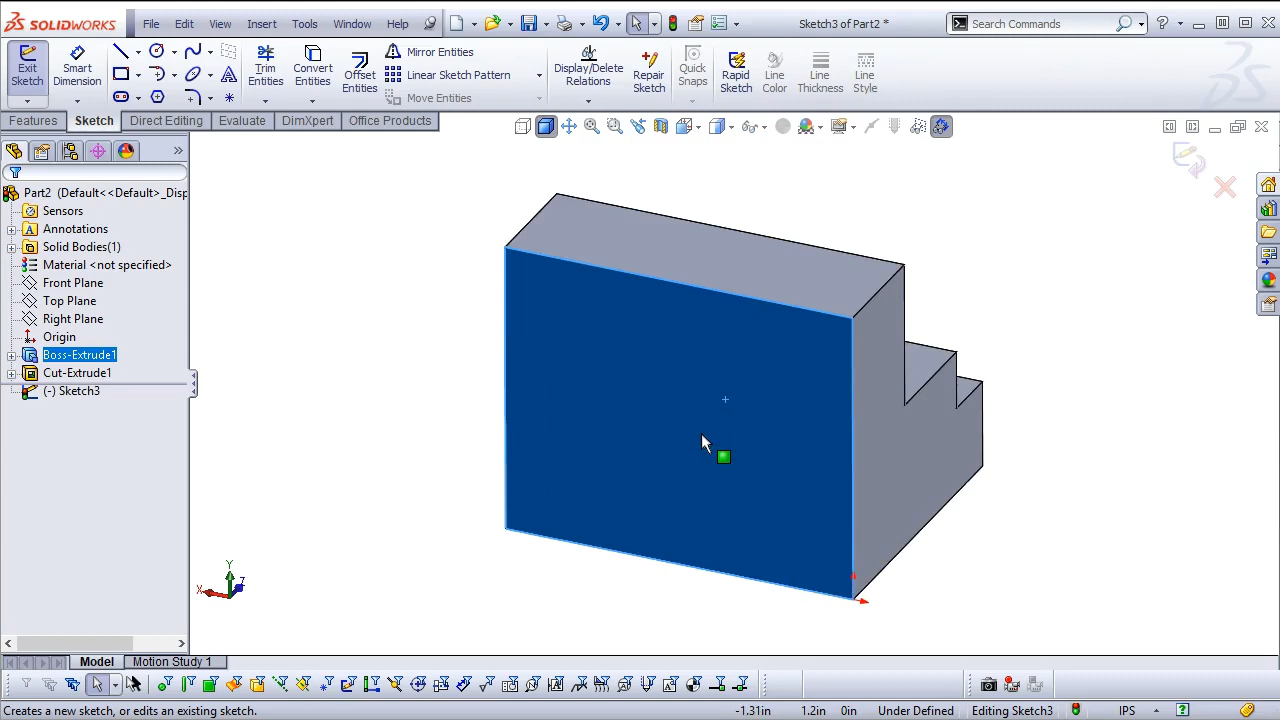 SOLIDWORKS File Edit View Insert Tools Window Help Sketch3 of Part2 * Search Commands
Exit Sketch
Smart Dimension
Trim Entities
Convert Entities
Offset Entities
Mirror Entities
Linear Sketch Pattern
Move Entities
Display/Delete Relations
Repair Sketch
Quick Snaps
Rapid Sketch
Line Color
Line Thickness
Line Style
Features Sketch Direct Editing Evaluate DimXpert Office Products
Part2 (Default<<Default>_Disp
Sensors
Annotations
Solid Bodies(1)
Material <not specified>
Front Plane
Top Plane
Right Plane
Origin
Boss-Extrude1
Cut-Extrude1
(-) Sketch3
Y
X Z
Model Motion Study 1
Creates a new sketch, or edits an existing sketch. -1.31in 1.2in 0in Under Defined Editing Sketch3 IPS